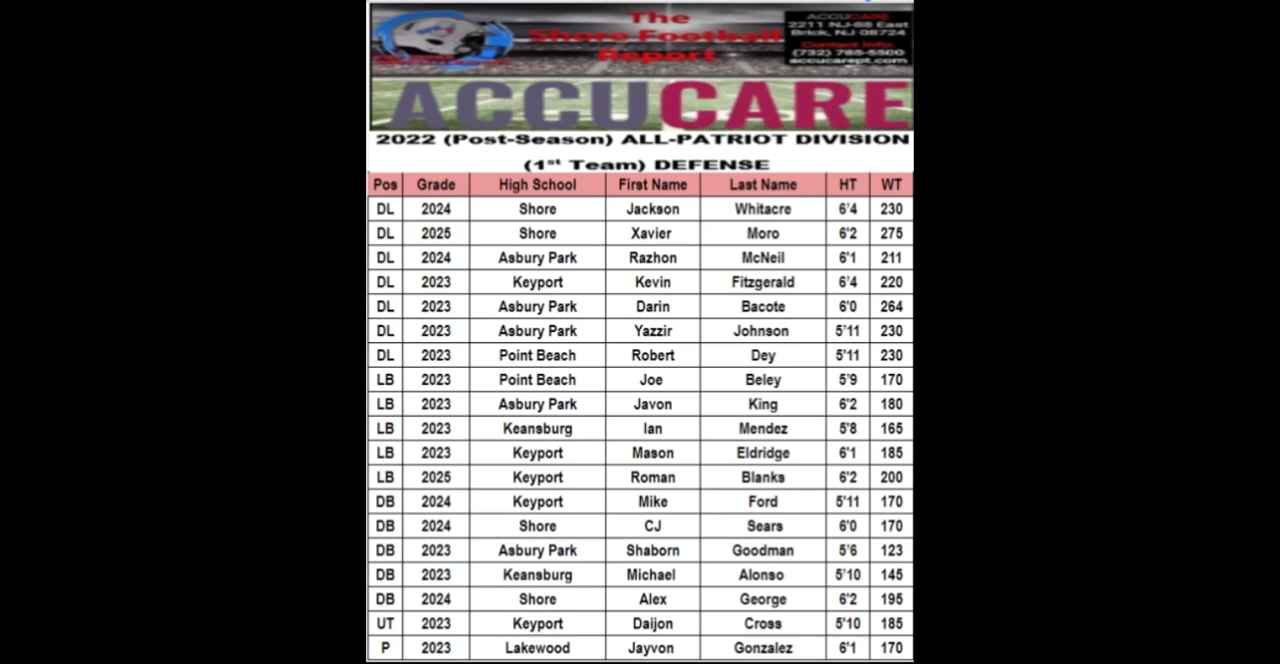 The
Shore Football
Report
ACCUCARE
2211 NJ-88 East
Brick, NJ 08724
Contact Info:
(732) 785-5500
accucarept.com
ACCUCARE
2022 (Post-Season) ALL-PATRIOT DIVISION
(1st Team) DEFENSE
Pos Grade High School First Name Last Name HT WT
DL 2024 Shore Jackson Whitacre 6'4 230
DL 2025 Shore Xavier Moro 6'2 275
DL 2024 Asbury Park Razhon McNeil 6'1 211
DL 2023 Keyport Kevin Fitzgerald 6'4 220
DL 2023 Asbury Park Darin Bacote 6'0 264
DL 2023 Asbury Park Yazzir Johnson 5'11 230
DL 2023 Point Beach Robert Dey 5'11 230
LB 2023 Point Beach Joe Beley 5'9 170
LB 2023 Asbury Park Javon King 6'2 180
LB 2023 Keansburg Ian Mendez 5'8 165
LB 2023 Keyport Mason Eldridge 6'1 185
LB 2025 Keyport Roman Blanks 6'2 200
DB 2024 Keyport Mike Ford 5'11 170
DB 2024 Shore CJ Sears 6'0 170
DB 2023 Asbury Park Shaborn Goodman 5'6 123
DB 2023 Keansburg Michael Alonso 5'10 145
DB 2024 Shore Alex George 6'2 195
UT 2023 Keyport Daijon Cross 5'10 185
P 2023 Lakewood Jayvon Gonzalez 6'1 170